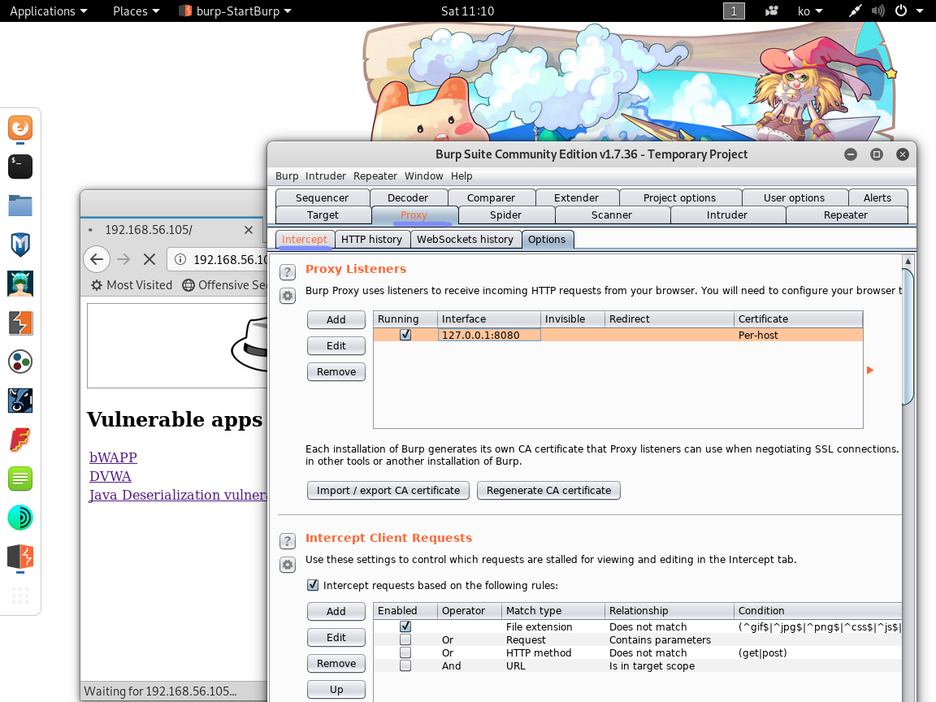 Applications Places burp-StartBurp Sat 11:10 1 ko
Burp Suite Community Edition v1.7.36 - Temporary Project
Burp Intruder Repeater Window Help
Sequencer Decoder Comparer Extender Project options User options Alerts
Target Proxy Spider Scanner Intruder Repeater
Intercept HTTP history WebSockets history Options
192.168.56.105/
192.168.56.10
Most Visited Offensive Se
Vulnerable apps
bWAPP
DVWA
Java Deserialization vulnera
Waiting for 192.168.56.105...
? Proxy Listeners
Burp Proxy uses listeners to receive incoming HTTP requests from your browser. You will need to configure your browser t
Add
Edit
Remove
Running Interface Invisible Redirect Certificate
127.0.0.1:8080 Per-host
Each installation of Burp generates its own CA certificate that Proxy listeners can use when negotiating SSL connections.
in other tools or another installation of Burp.
Import / export CA certificate Regenerate CA certificate
? Intercept Client Requests
Use these settings to control which requests are stalled for viewing and editing in the Intercept tab.
Intercept requests based on the following rules:
Add
Edit
Remove
Up
Enabled Operator Match type Relationship Condition
File extension Does not match (^gif$|^jpg$|^png$|^css$|^js$|
Or Request Contains parameters
Or HTTP method Does not match (get|post)
And URL Is in target scope